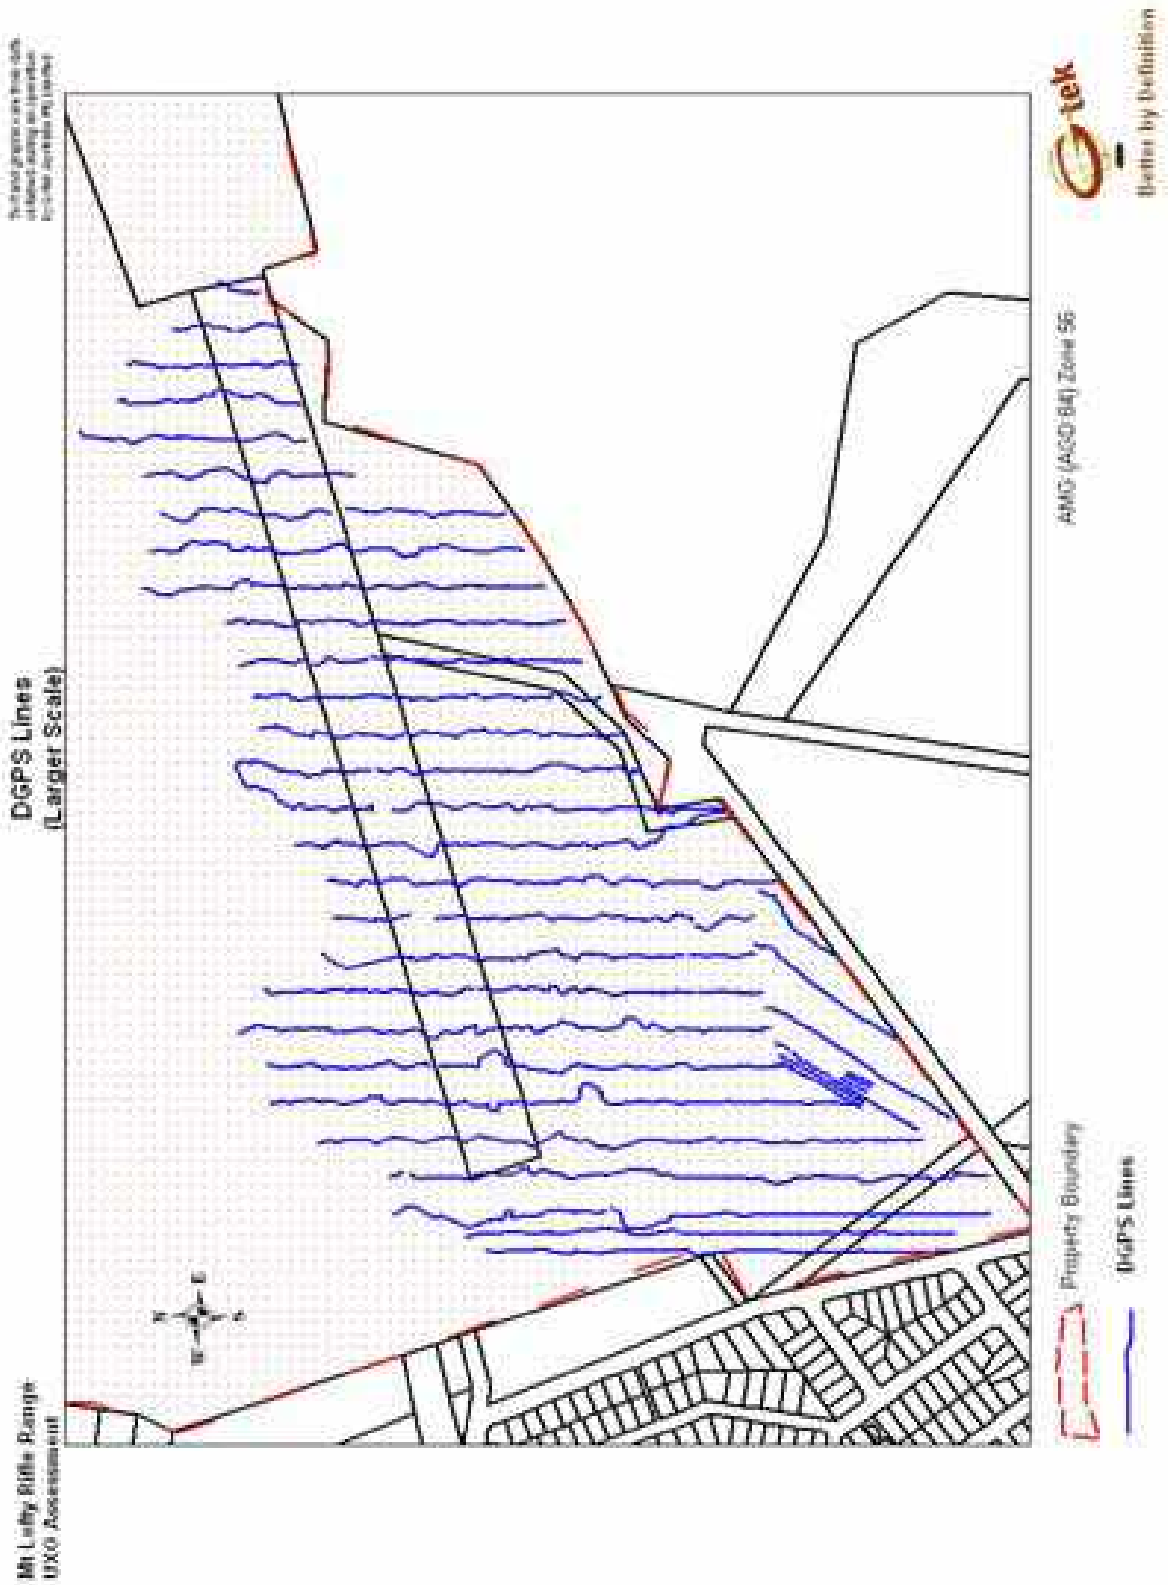 Mt Lofty Rifle Range
UXO Assessment
DGPS Lines
(Larger Scale)
N
W E
S
Property Boundary
DGPS Lines
AMG (AGD 84) Zone 56
G-tek
Better by Definition